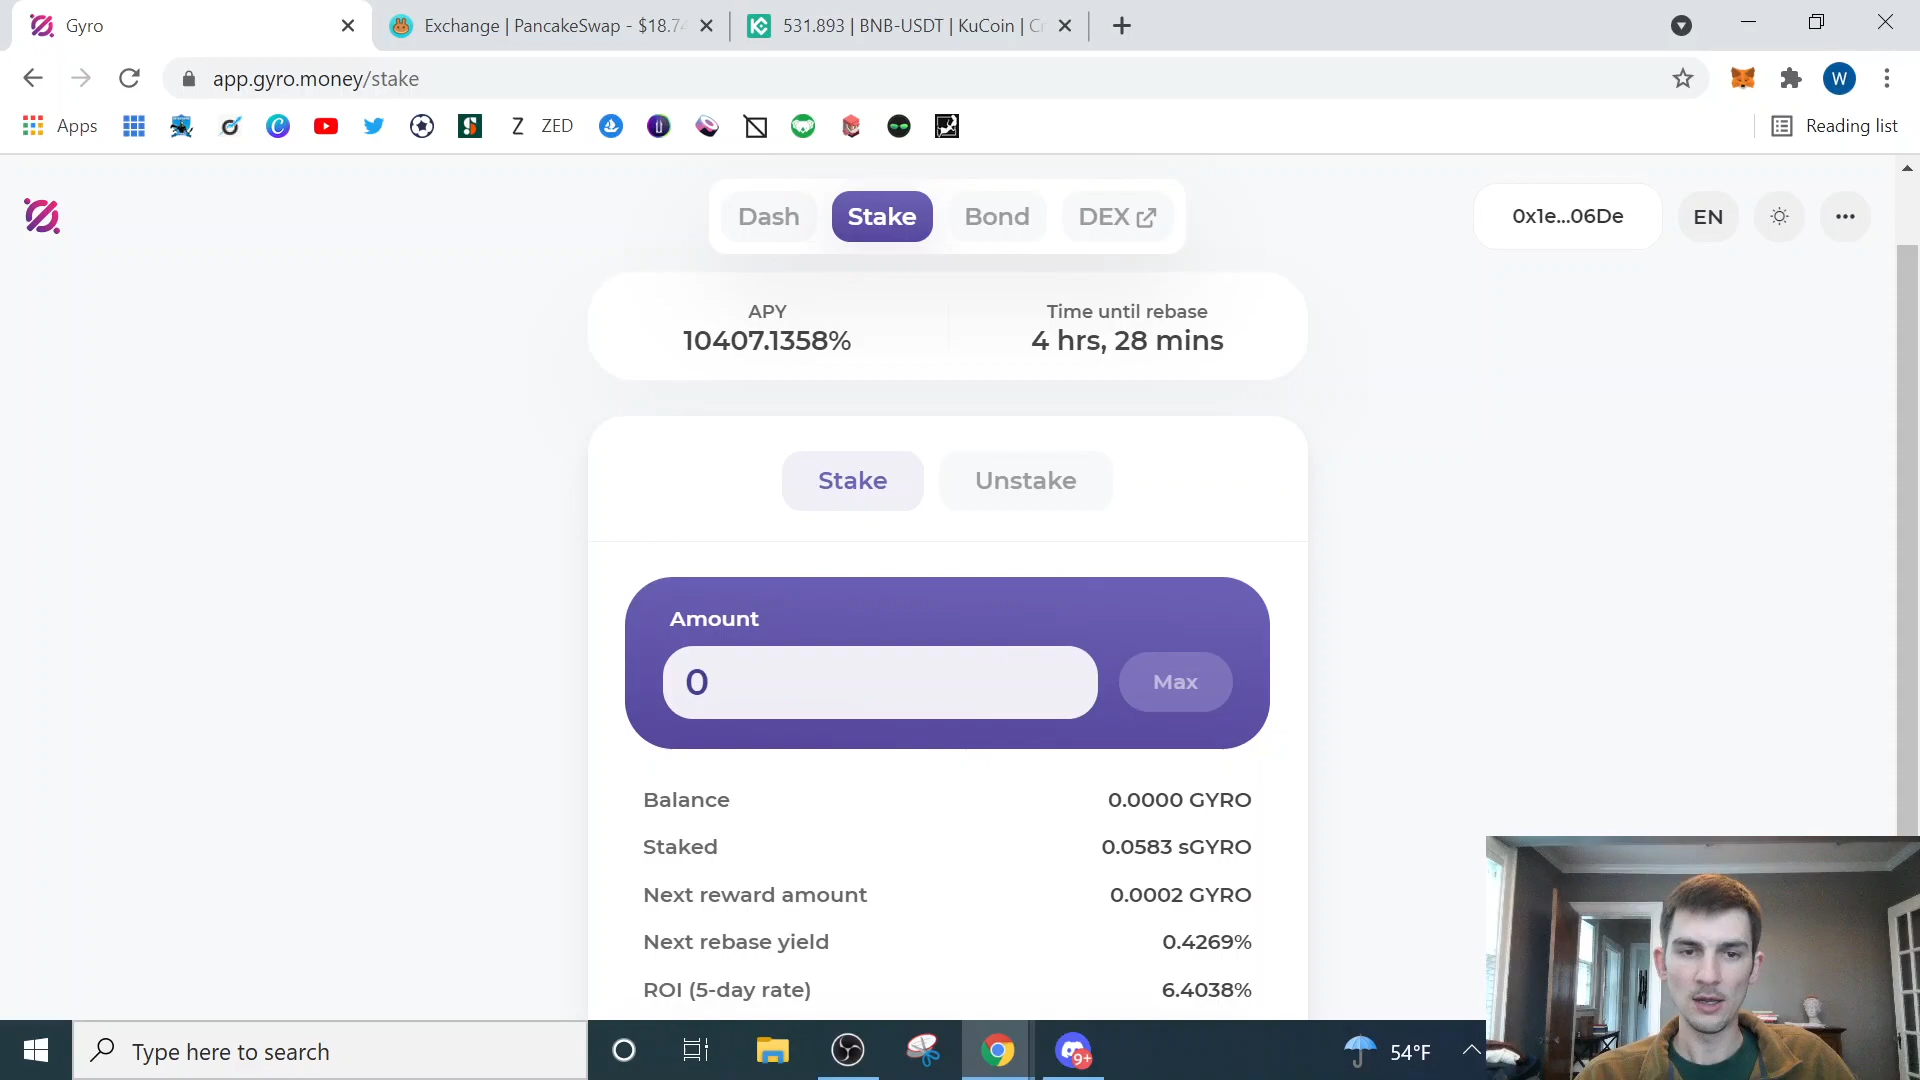 Gyro
Exchange | PancakeSwap - $18.74
531.893 | BNB-USDT | KuCoin | Cr
app.gyro.money/stake
W
Apps
Z ZED
Reading list
Dash
Stake
Bond
DEX
0x1e...06De
EN
APY
10407.1358%
Time until rebase
4 hrs, 28 mins
Stake
Unstake
Amount
0
Max
Balance
0.0000 GYRO
Staked
0.0583 sGYRO
Next reward amount
0.0002 GYRO
Next rebase yield
0.4269%
ROI (5-day rate)
6.4038%
Type here to search
9+
54°F